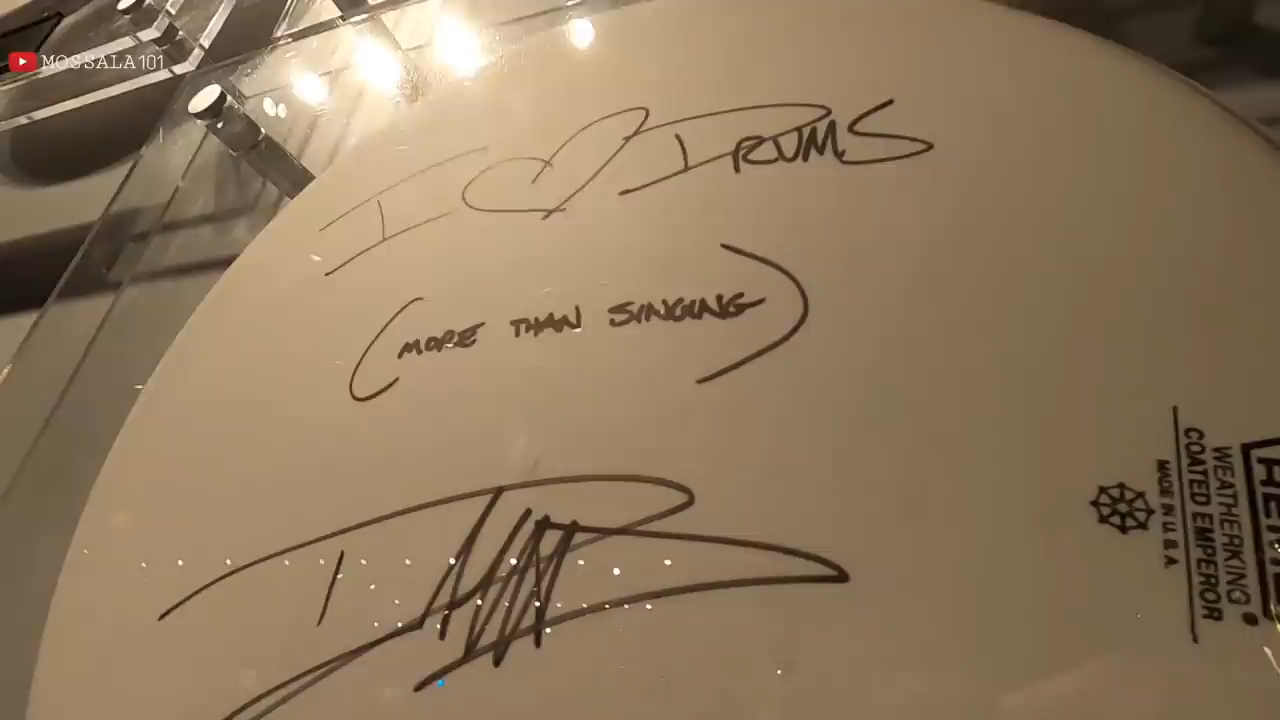 MOSSALA101
I ♡ DRUMS
(MORE THAN SINGING)
WEATHERKING
COATED EMPEROR
MADE IN U.S.A.